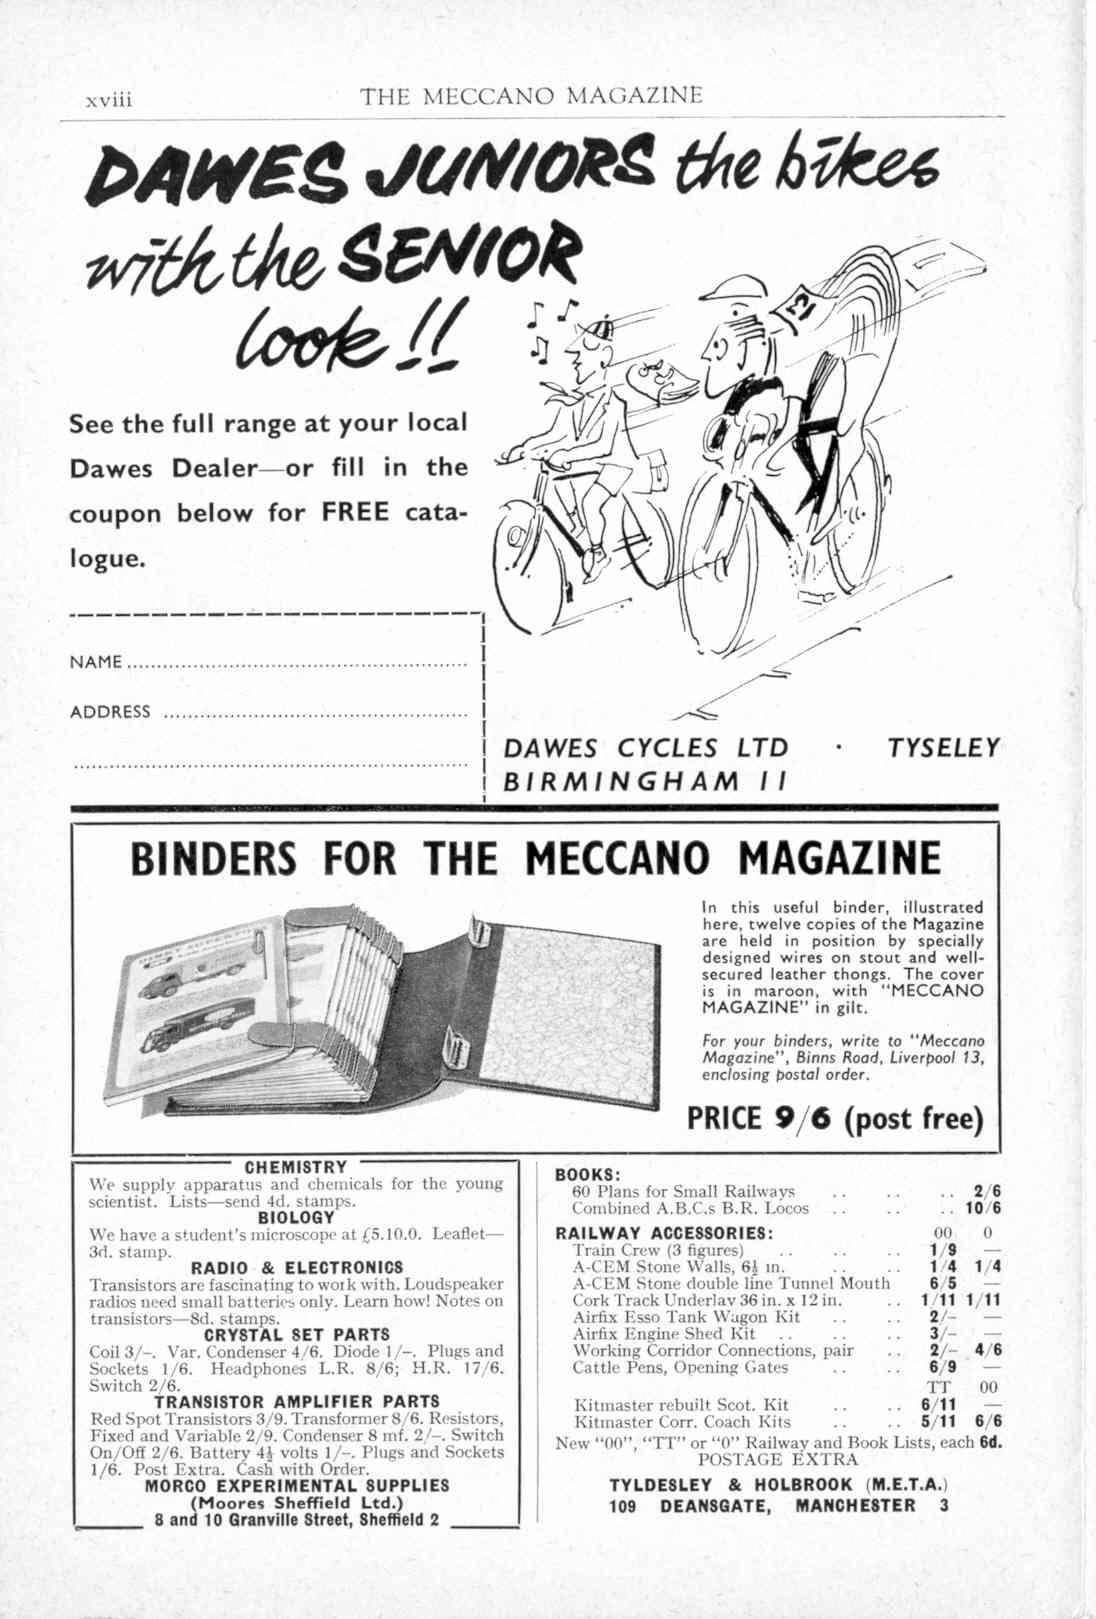 xviii
THE MECCANO MAGAZINE
DAWES JUNIORS the bikes
with the SENIOR
look!!
See the full range at your local
Dawes Dealer—or fill in the
coupon below for FREE cata-
logue.
NAME
ADDRESS
DAWES CYCLES LTD · TYSELEY
BIRMINGHAM 11
BINDERS FOR THE MECCANO MAGAZINE
In this useful binder, illustrated
here, twelve copies of the Magazine
are held in position by specially
designed wires on stout and well-
secured leather thongs. The cover
is in maroon, with "MECCANO
MAGAZINE" in gilt.
For your binders, write to "Meccano
Magazine", Binns Road, Liverpool 13,
enclosing postal order.
PRICE 9/6 (post free)
CHEMISTRY
We supply apparatus and chemicals for the young
scientist. Lists—send 4d. stamps.
BIOLOGY
We have a student's microscope at £5.10.0. Leaflet—
3d. stamp.
RADIO & ELECTRONICS
Transistors are fascinating to work with. Loudspeaker
radios need small batteries only. Learn how! Notes on
transistors—8d. stamps.
CRYSTAL SET PARTS
Coil 3/-. Var. Condenser 4/6. Diode 1/-. Plugs and
Sockets 1/6. Headphones L.R. 8/6; H.R. 17/6.
Switch 2/6.
TRANSISTOR AMPLIFIER PARTS
Red Spot Transistors 3/9. Transformer 8/6. Resistors,
Fixed and Variable 2/9. Condenser 8 mf. 2/-. Switch
On/Off 2/6. Battery 4½ volts 1/-. Plugs and Sockets
1/6. Post Extra. Cash with Order.
MORCO EXPERIMENTAL SUPPLIES
(Moores Sheffield Ltd.)
8 and 10 Granville Street, Sheffield 2
BOOKS:
60 Plans for Small Railways .. .. .. 2/6
Combined A.B.C.s B.R. Locos .. .. .. 10/6
RAILWAY ACCESSORIES: 00 0
Train Crew (3 figures) .. .. .. 1/9 —
A-CEM Stone Walls, 6½ in. .. .. 1/4 1/4
A-CEM Stone double line Tunnel Mouth 6/5 —
Cork Track Underlay 36 in. x 12 in. .. 1/11 1/11
Airfix Esso Tank Wagon Kit .. .. 2/- —
Airfix Engine Shed Kit .. .. .. 3/- —
Working Corridor Connections, pair .. 2/- 4/6
Cattle Pens, Opening Gates .. .. 6/9 —
TT 00
Kitmaster rebuilt Scot. Kit .. .. 6/11 —
Kitmaster Corr. Coach Kits .. .. 5/11 6/6
New "00", "TT" or "0" Railway and Book Lists, each 6d.
POSTAGE EXTRA
TYLDESLEY & HOLBROOK (M.E.T.A.)
109 DEANSGATE, MANCHESTER 3